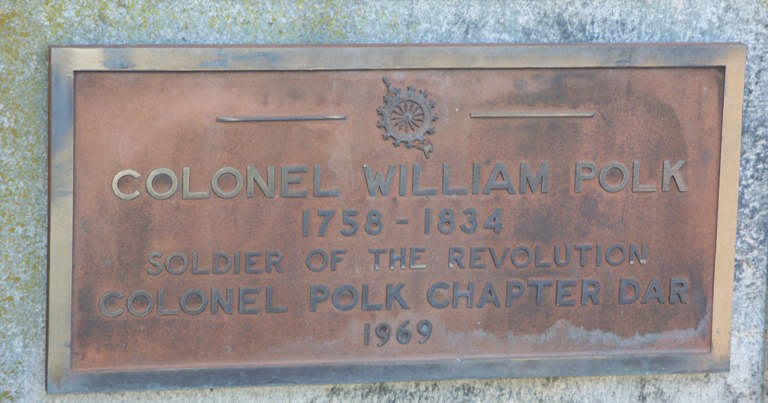 COLONEL WILLIAM POLK
1758 - 1834
SOLDIER OF THE REVOLUTION
COLONEL POLK CHAPTER DAR
1969